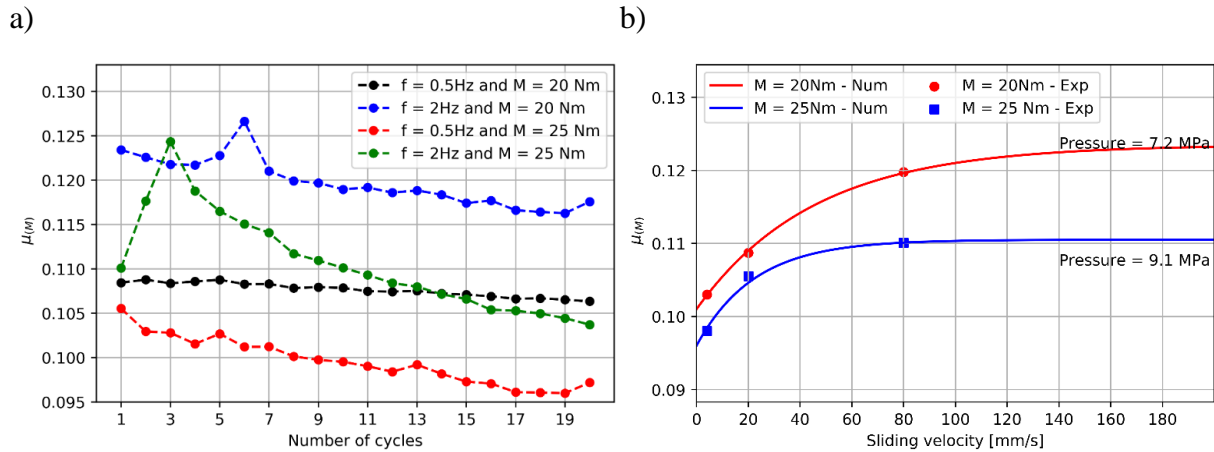 a)
0.130
0.125
0.120
0.115
0.110
0.105
0.100
0.095
μ(M)
f = 0.5Hz and M = 20 Nm
f = 2Hz and M = 20 Nm
f = 0.5Hz and M = 25 Nm
f = 2Hz and M = 25 Nm
1 3 5 7 9 11 13 15 17 19
Number of cycles
b)
0.13
0.12
0.11
0.10
0.09
μ(M)
M = 20Nm - Num
M = 25Nm - Num
M = 20Nm - Exp
M = 25 Nm - Exp
Pressure = 7.2 MPa
Pressure = 9.1 MPa
0 20 40 60 80 100 120 140 160 180
Sliding velocity [mm/s]